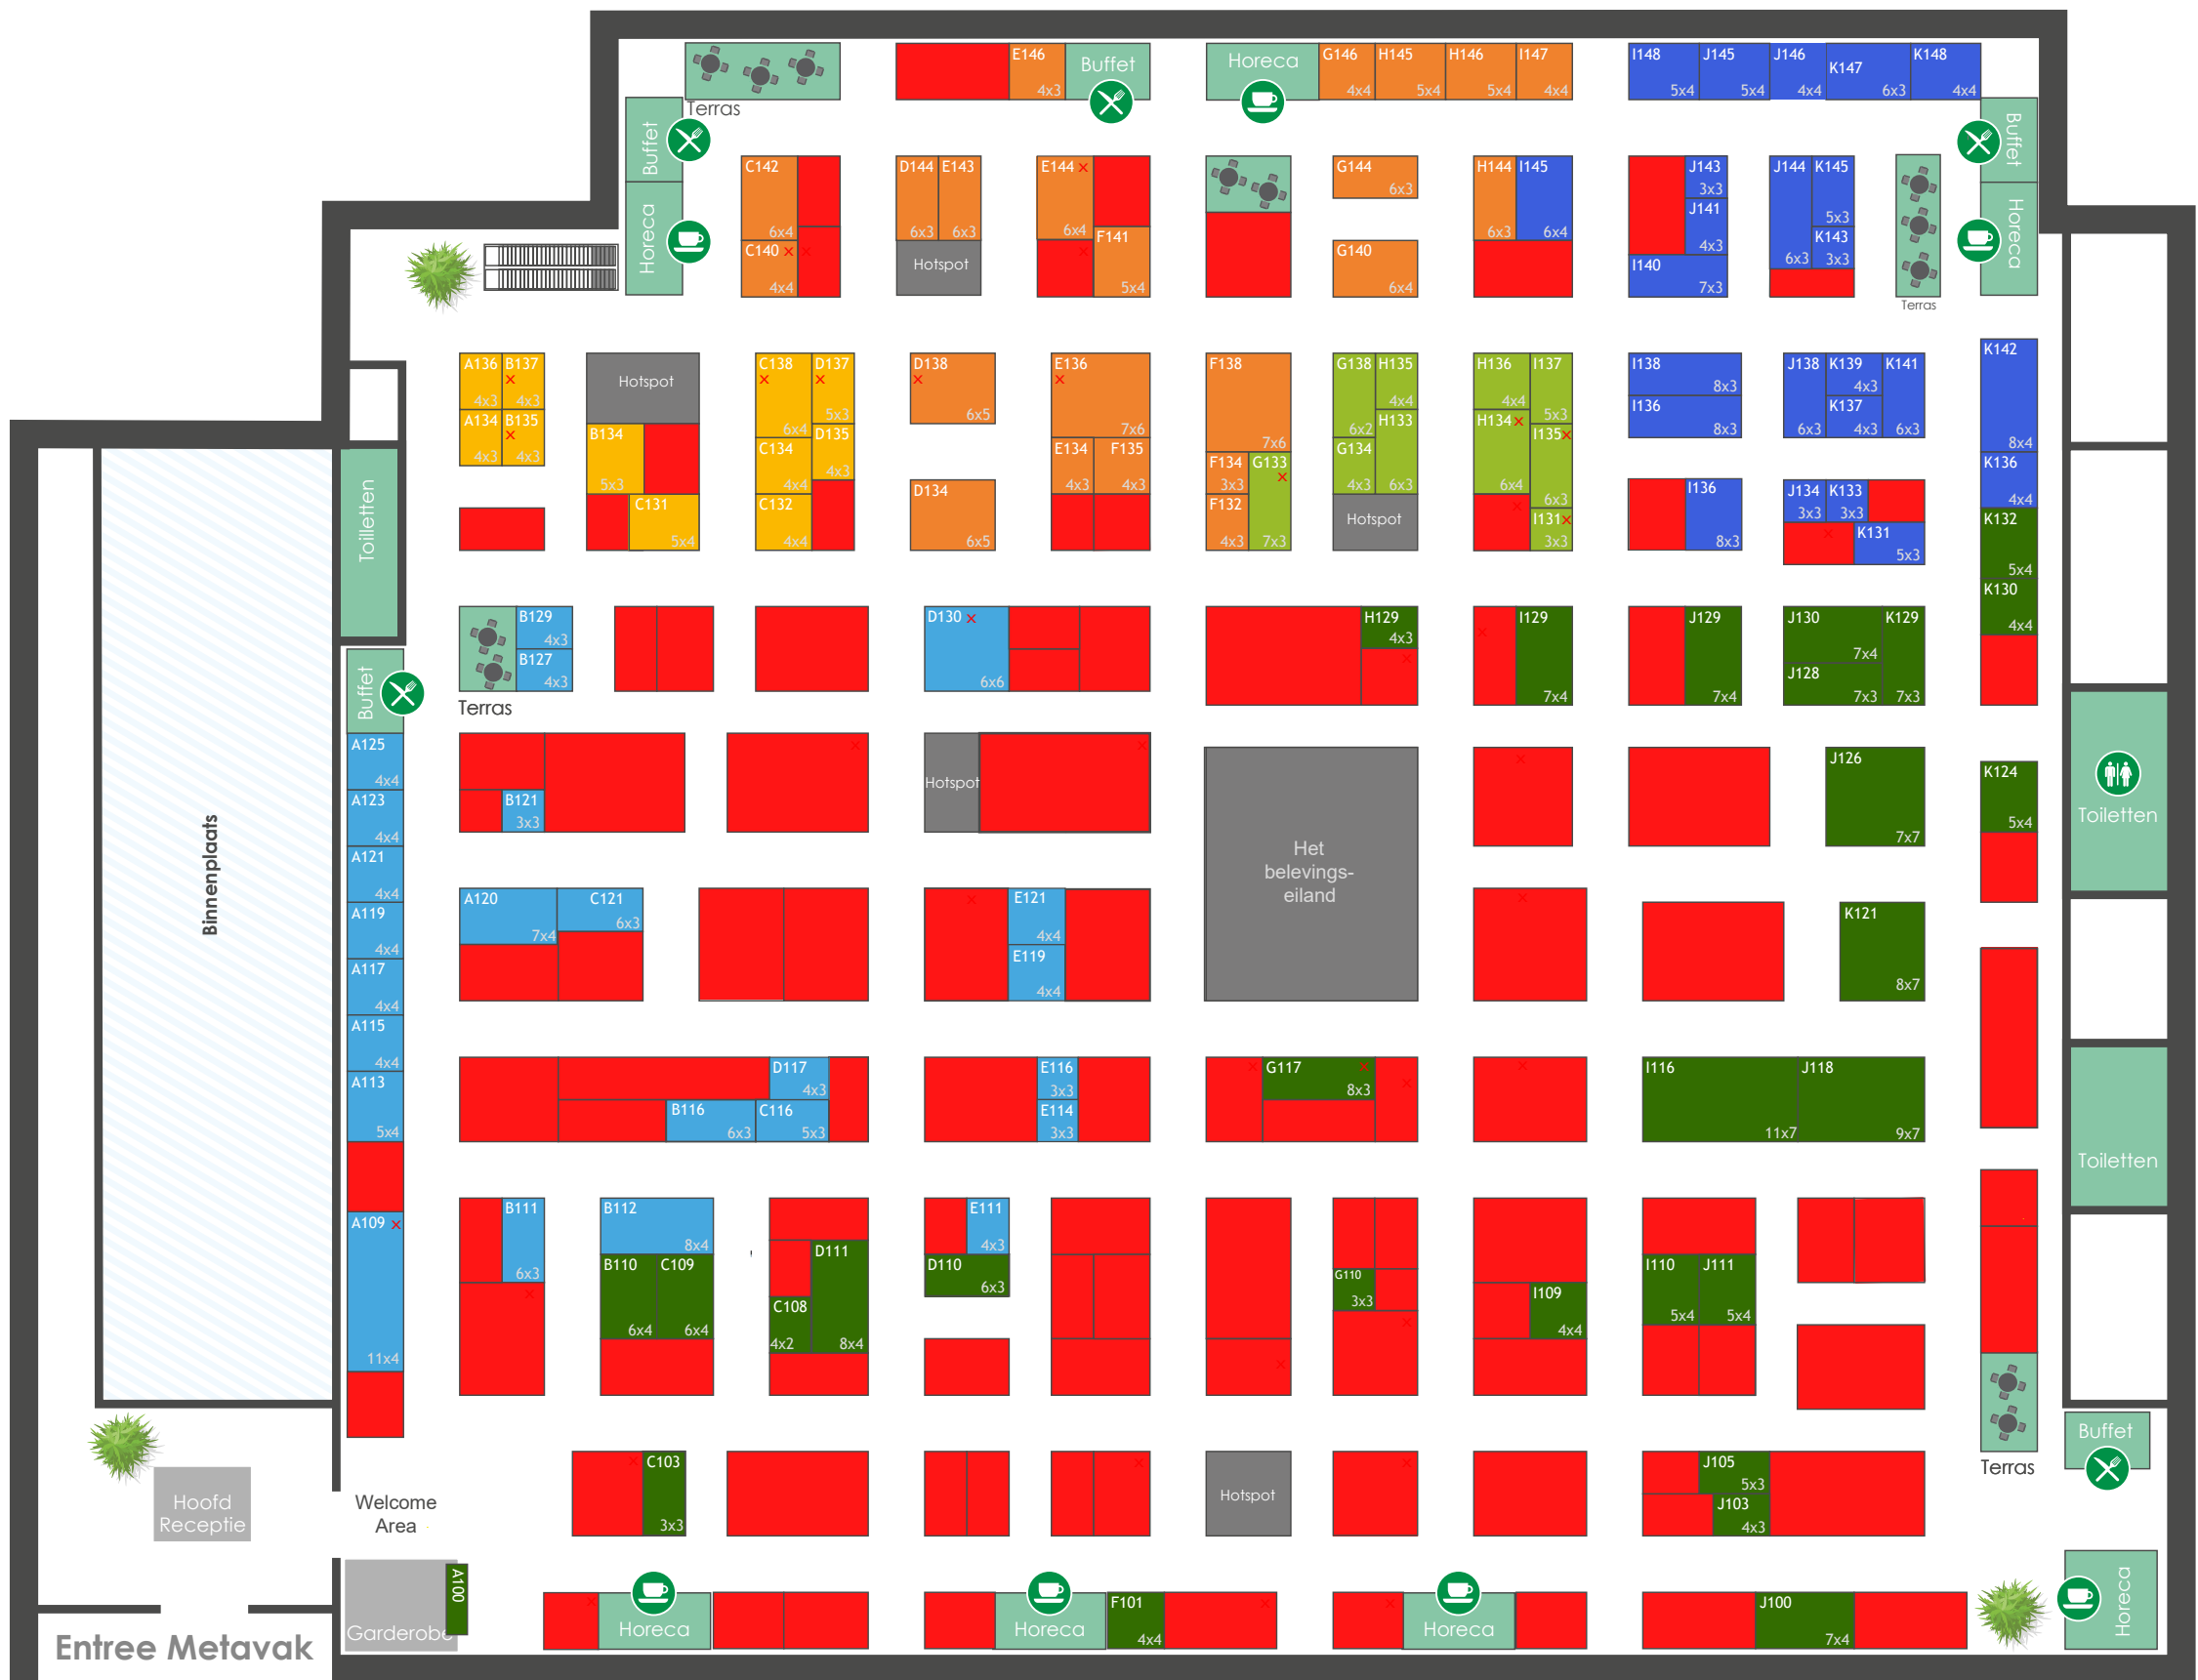 E146
4x3
Buffet
Horeca
G146
4x4
H145
5x4
H146
5x4
I147
4x4
I148
5x4
J145
5x4
J146
4x4
K147
6x3
K148
4x4
Terras
Buffet
Horeca
C142
6x4
C140
4x4
D144
6x3
E143
6x3
Hotspot
E144
6x4
F141
5x4
G144
6x3
G140
6x4
H144
6x3
I145
6x4
J143
3x3
J141
4x3
I140
7x3
J144
6x3
K145
5x3
K143
3x3
Terras
Buffet
Horeca
A136
4x3
B137
4x3
A134
4x3
B135
4x3
Hotspot
B134
5x3
C131
5x4
C138
6x4
D137
5x3
D135
4x3
C134
4x4
C132
4x4
D138
6x5
D134
6x5
E136
7x6
E134
4x3
F135
4x3
F138
7x6
F134
3x3
G133
7x3
F132
4x3
G138
6x2
H135
4x4
H133
6x3
G134
4x3
Hotspot
H136
4x4
I137
5x3
H134
6x4
I135
6x3
I131
3x3
I138
8x3
I136
8x3
I136
8x3
J138
6x3
K139
4x3
K137
4x3
K141
6x3
J134
3x3
K133
3x3
K131
5x3
K142
8x4
K136
4x4
K132
5x4
K130
4x4
Toilletten
Buffet
B129
4x3
B127
4x3
Terras
D130
6x6
H129
4x3
I129
7x4
J129
7x4
J130
7x4
J128
7x3
K129
7x3
Binnenplaats
A125
4x4
A123
4x4
A121
4x4
A119
4x4
A117
4x4
A115
4x4
A113
5x4
A109
11x4
B121
3x3
Hotspot
Het
belevings-
eiland
J126
7x7
K124
5x4
Toiletten
A120
7x4
C121
6x3
E121
4x4
E119
4x4
K121
8x7
D117
4x3
B116
6x3
C116
5x3
E116
3x3
E114
3x3
G117
8x3
I116
11x7
J118
9x7
Toiletten
B111
6x3
B112
8x4
B110
6x4
C109
6x4
D111
8x4
C108
4x2
E111
4x3
D110
6x3
G110
3x3
I109
4x4
I110
5x4
J111
5x4
Terras
Buffet
Hoofd
Receptie
Welcome
Area
C103
3x3
Hotspot
J105
5x3
J103
4x3
Garderobe
A100
Horeca
Horeca
F101
4x4
Horeca
J100
7x4
Horeca
Entree Metavak